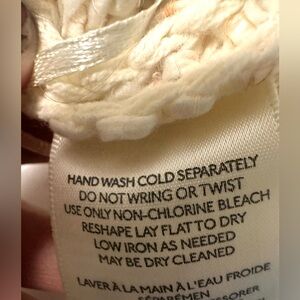 HAND WASH COLD SEPARATELY
DO NOT WRING OR TWIST
USE ONLY NON-CHLORINE BLEACH
RESHAPE LAY FLAT TO DRY
LOW IRON AS NEEDED
MAY BE DRY CLEANED
LAVER À LA MAIN À L'EAU FROIDE
SÉPARÉMENT